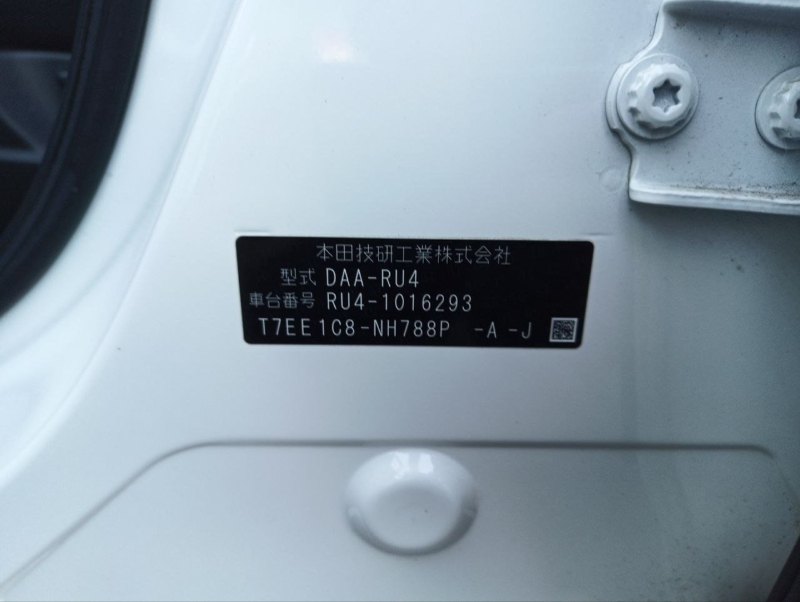 本田技研工業株式会社
型式 DAA-RU4
車台番号 RU4-1016293
T7EE1C8-NH788P -A -J